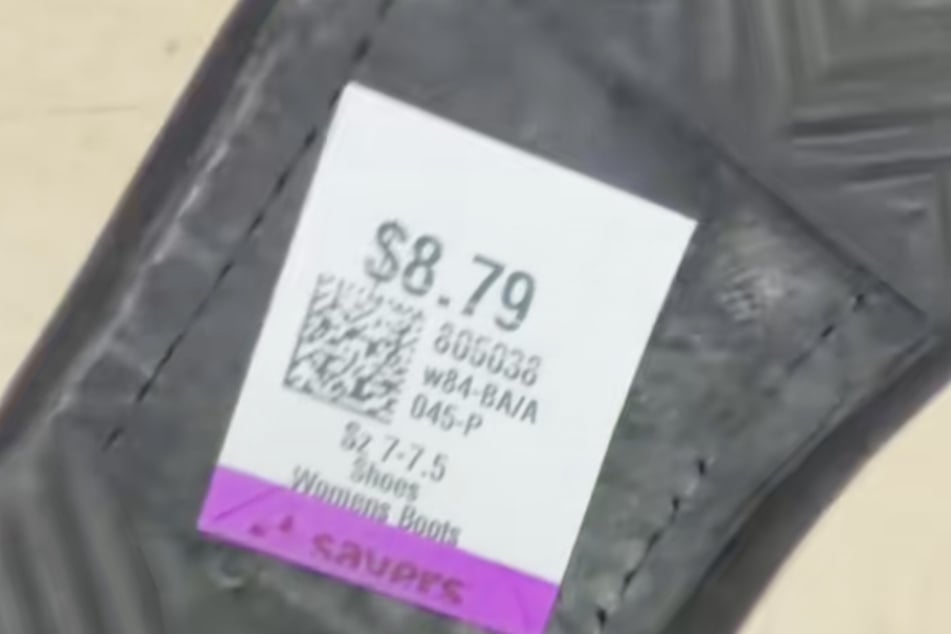 $8.79
805038
w84-BA/A
045-P
Sz 7-7.5
Shoes
Womens Boots
savers